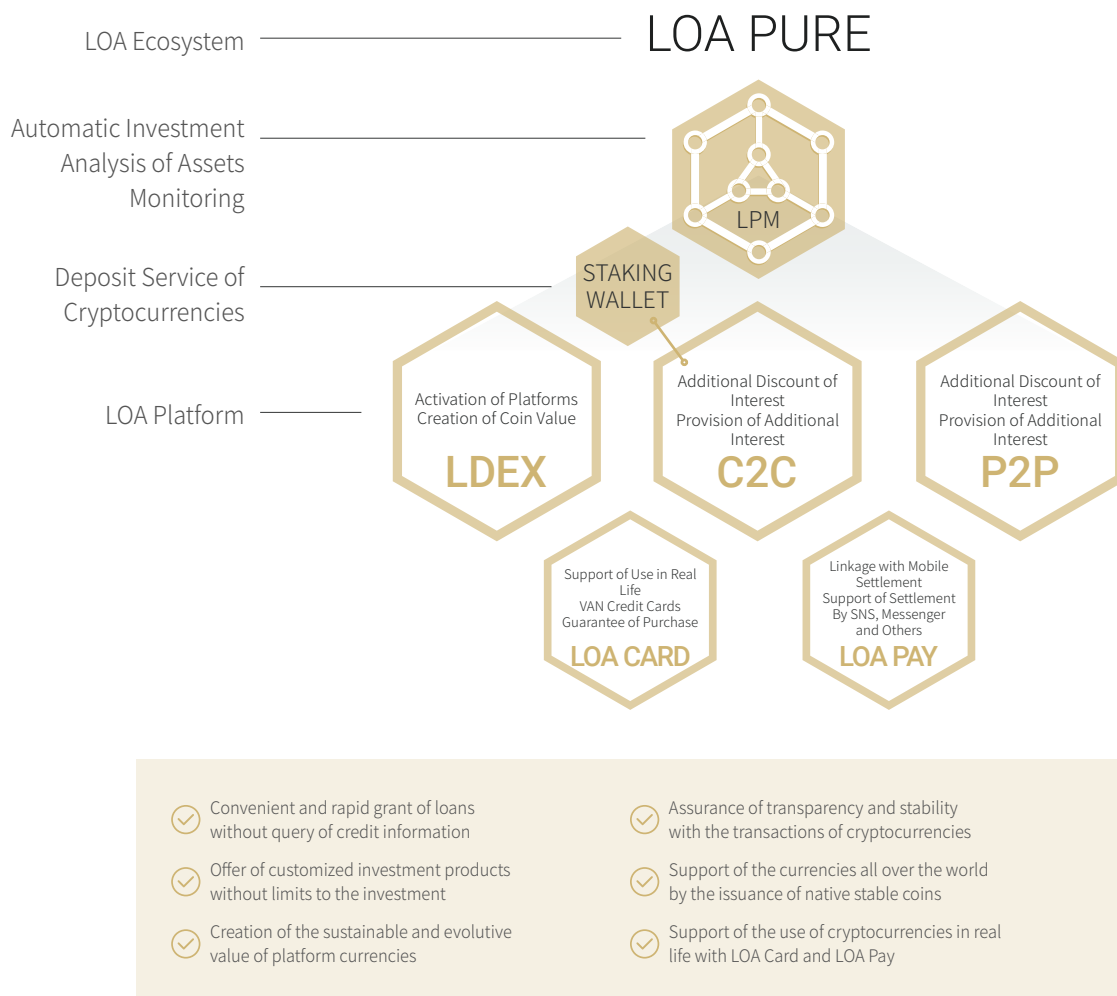 LOA Ecosystem
LOA PURE
Automatic Investment
Analysis of Assets
Monitoring
LPM
Deposit Service of
Cryptocurrencies
STAKING
WALLET
LOA Platform
Activation of Platforms
Creation of Coin Value
LDEX
Additional Discount of
Interest
Provision of Additional
Interest
C2C
Additional Discount of
Interest
Provision of Additional
Interest
P2P
Support of Use in Real
Life
VAN Credit Cards
Guarantee of Purchase
LOA CARD
Linkage with Mobile
Settlement
Support of Settlement
By SNS, Messenger
and Others
LOA PAY
Convenient and rapid grant of loans
without query of credit information
Offer of customized investment products
without limits to the investment
Creation of the sustainable and evolutive
value of platform currencies
Assurance of transparency and stability
with the transactions of cryptocurrencies
Support of the currencies all over the world
by the issuance of native stable coins
Support of the use of cryptocurrencies in real
life with LOA Card and LOA Pay